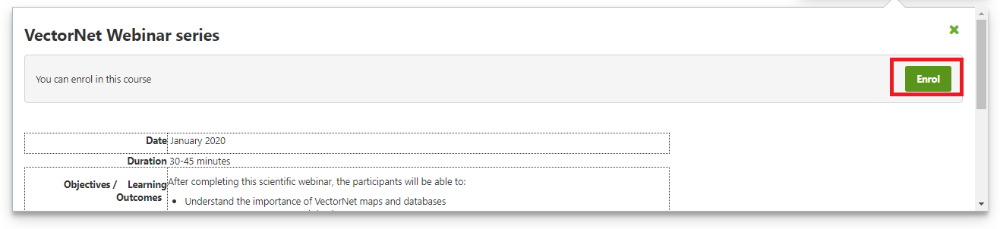 VectorNet Webinar series
You can enrol in this course
Enrol
Date January 2020
Duration 30-45 minutes
Objectives / Learning Outcomes
After completing this scientific webinar, the participants will be able to:
• Understand the importance of VectorNet maps and databases